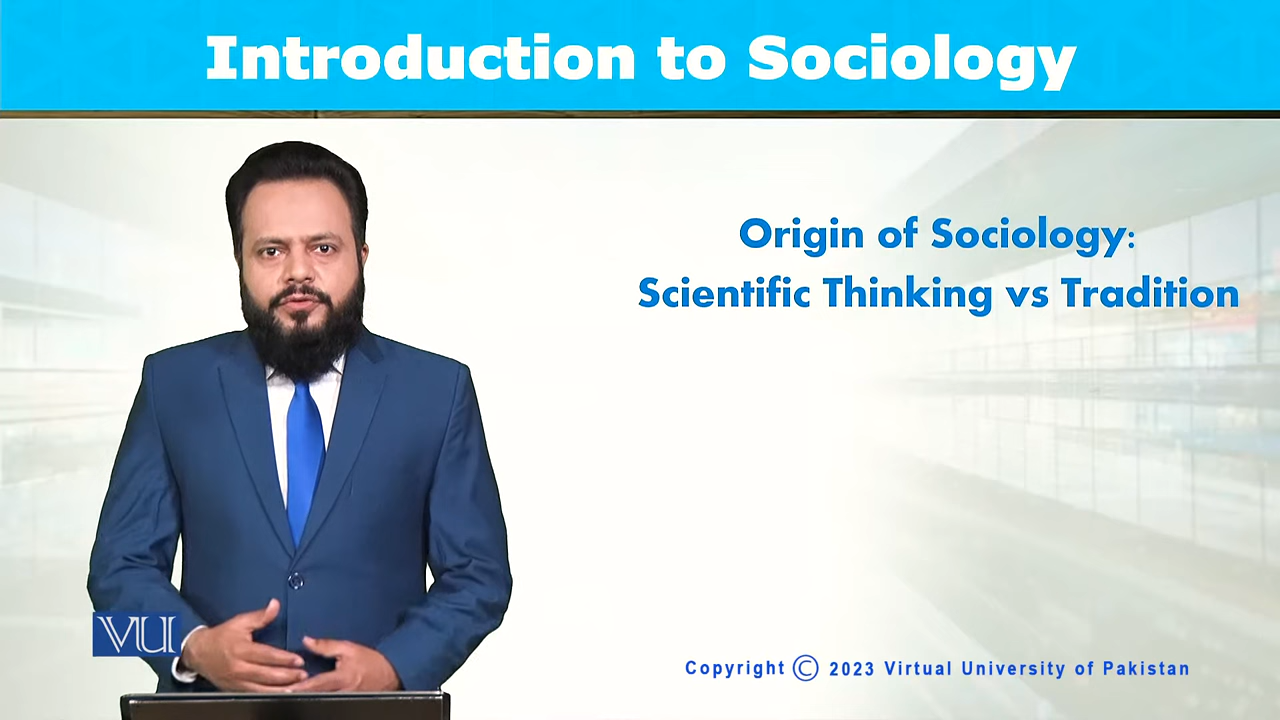 Introduction to Sociology
Origin of Sociology:
Scientific Thinking vs Tradition
VU
Copyright © 2023 Virtual University of Pakistan